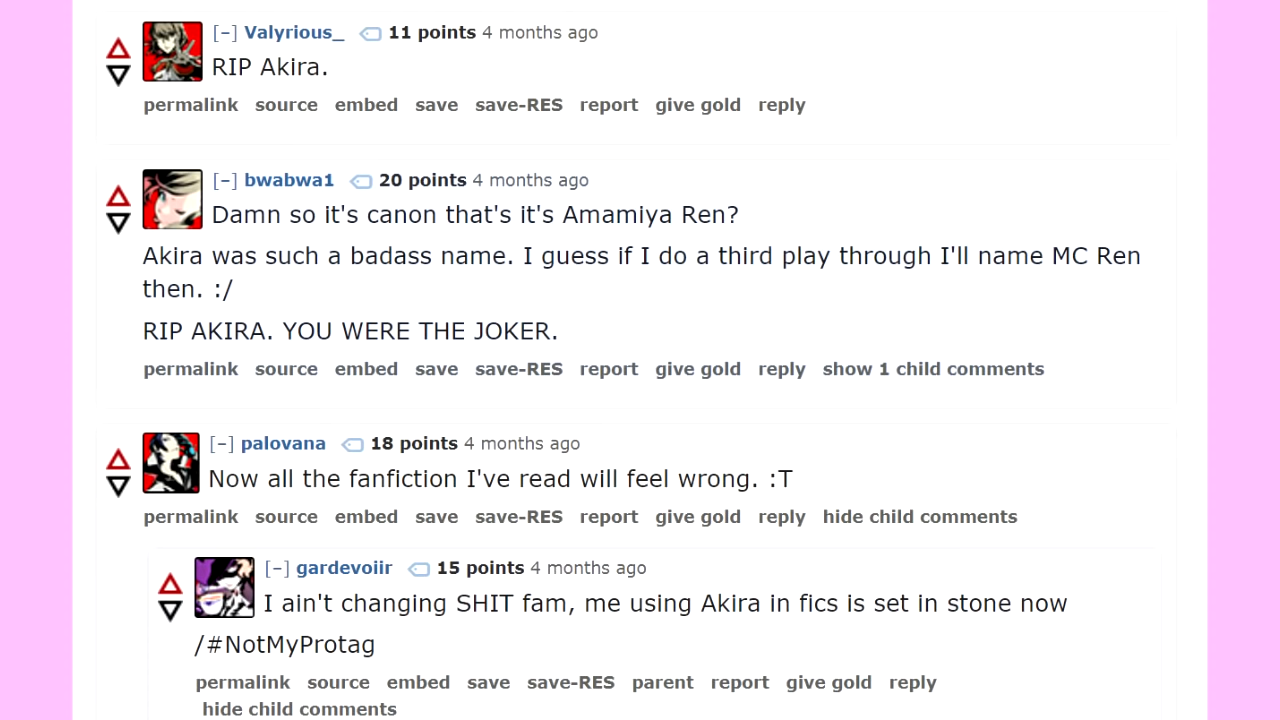 [−] Valyrious_ 11 points 4 months ago
RIP Akira.
permalink source embed save save-RES report give gold reply
[−] bwabwa1 20 points 4 months ago
Damn so it's canon that's it's Amamiya Ren?
Akira was such a badass name. I guess if I do a third play through I'll name MC Ren
then. :/
RIP AKIRA. YOU WERE THE JOKER.
permalink source embed save save-RES report give gold reply show 1 child comments
[−] palovana 18 points 4 months ago
Now all the fanfiction I've read will feel wrong. :T
permalink source embed save save-RES report give gold reply hide child comments
[−] gardevoiir 15 points 4 months ago
I ain't changing SHIT fam, me using Akira in fics is set in stone now
/#NotMyProtag
permalink source embed save save-RES parent report give gold reply
hide child comments